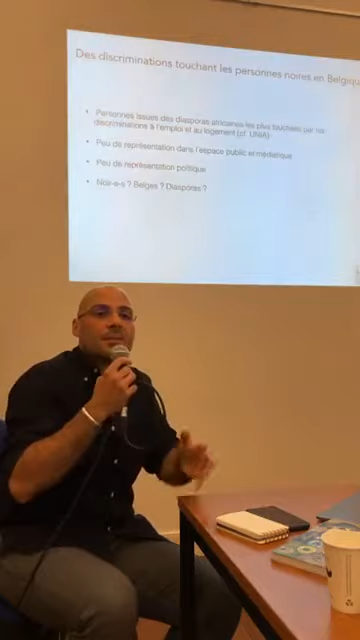 Des discriminations touchant les personnes noires en Belgiqu
• Personnes issues des diasporas africaines les plus touchées par les
discriminations à l'emploi et au logement (cf. UNIA)
• Peu de représentation dans l'espace public et médiatique
• Peu de représentation politique
• Noir-e-s ? Belges ? Diasporas ?